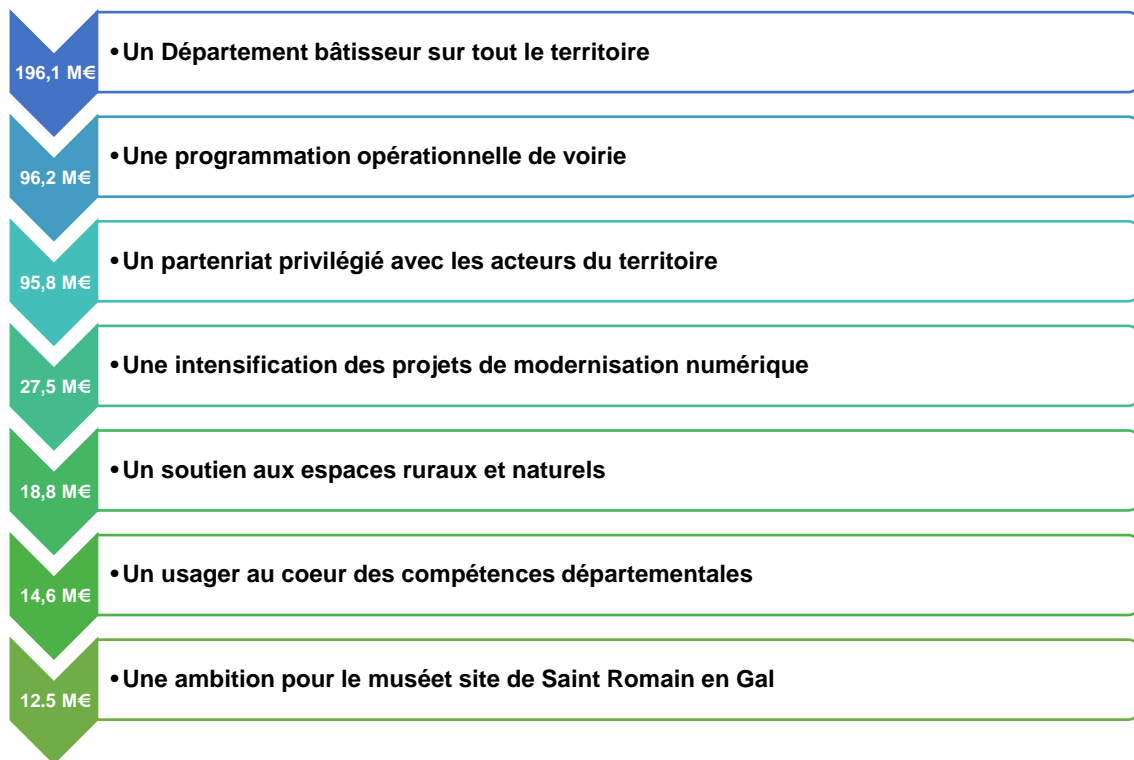 196,1 M€
•Un Département bâtisseur sur tout le territoire
96,2 M€
•Une programmation opérationnelle de voirie
95,8 M€
•Un partenriat privilégié avec les acteurs du territoire
27,5 M€
•Une intensification des projets de modernisation numérique
18,8 M€
•Un soutien aux espaces ruraux et naturels
14,6 M€
•Un usager au coeur des compétences départementales
12.5 M€
•Une ambition pour le muséet site de Saint Romain en Gal